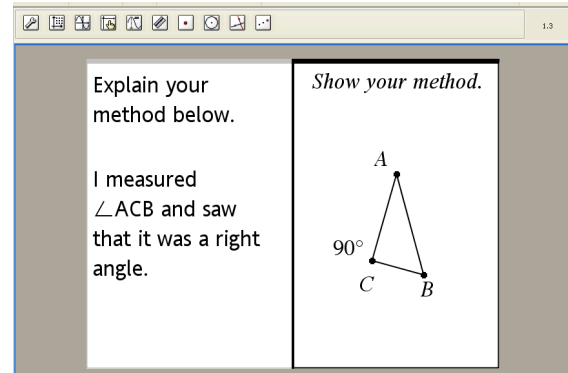 1.3
Explain your
method below.
I measured
∠ACB and saw
that it was a right
angle.
Show your method.
A
90°
C
B